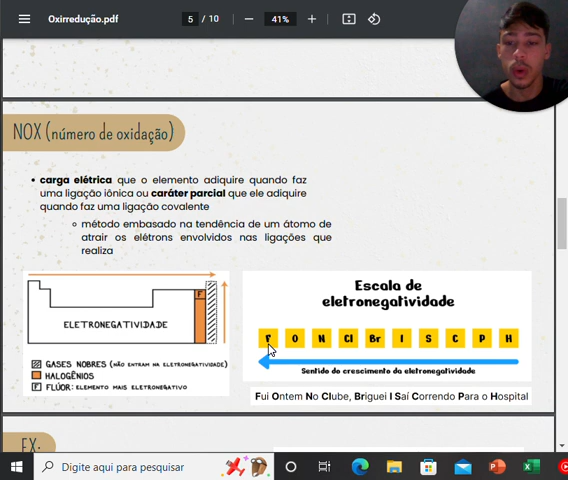 Oxirredução.pdf
5 / 10
41%
NOX (número de oxidação)
carga elétrica que o elemento adiquire quando faz
uma ligação iônica ou caráter parcial que ele adiquire
quando faz uma ligação covalente
método embasado na tendência de um átomo de
atrair os elétrons envolvidos nas ligações que
realiza
F
ELETRONEGATIVIDADE
GASES NOBRES (NÃO ENTRAM NA ELETRONEGATIVIDADE)
HALOGÊNIOS
F FLÚOR: ELEMENTO MAIS ELETRONEGATIVO
Escala de
eletronegatividade
F O N Cl Br I S C P H
Sentido do crescimento da eletronegatividade
Fui Ontem No Clube, Briguei I Saí Correndo Para o Hospital
EX:
Digite aqui para pesquisar